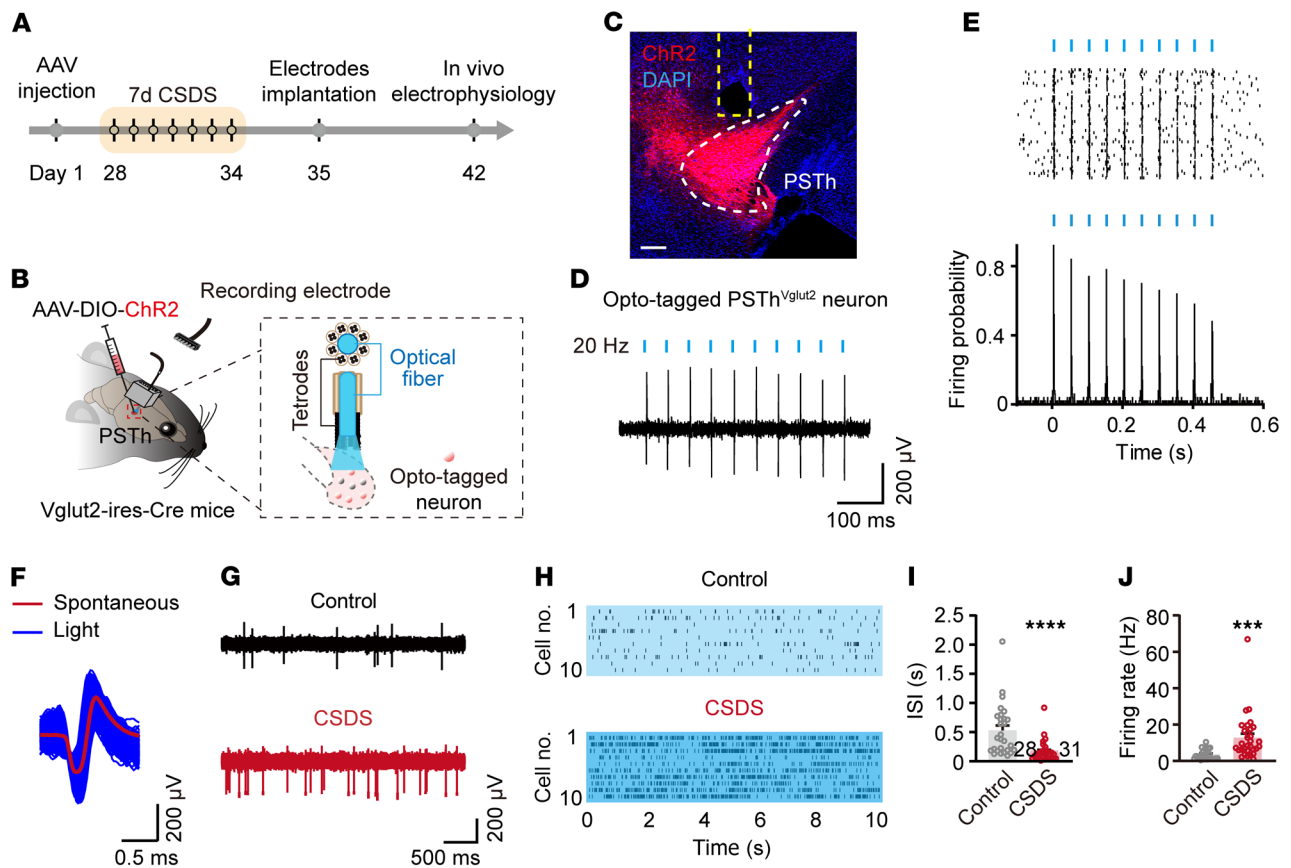 A
AAV
injection
7d CSDS
Electrodes
implantation
In vivo
electrophysiology
Day 1
28
34
35
42
B
AAV-DIO-ChR2
Recording electrode
PSTh
Vglut2-ires-Cre mice
Tetrodes
Optical
fiber
Opto-tagged
neuron
C
ChR2
DAPI
PSTh
D
Opto-tagged PSThVglut2 neuron
20 Hz
200 µV
100 ms
E
Firing probability
0.8
0.4
0
0
0.2
0.4
0.6
Time (s)
F
Spontaneous
Light
200 µV
0.5 ms
G
Control
CSDS
200 µV
500 ms
H
Control
Cell no.
1
10
CSDS
Cell no.
1
10
0
2
4
6
8
10
Time (s)
I
ISI (s)
2.5
2.0
1.5
1.0
0.5
0
****
28
31
Control
CSDS
J
Firing rate (Hz)
80
60
40
20
0
***
Control
CSDS